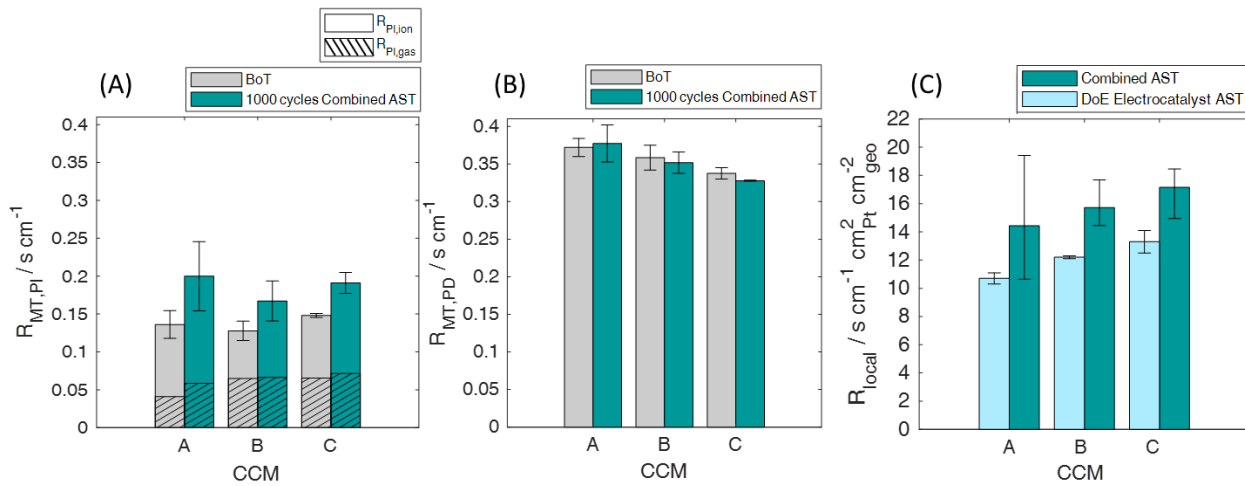 R_PI,ion
R_PI,gas
(A)
BoT
1000 cycles Combined AST
0.4
0.35
0.3
0.25
0.2
0.15
0.1
0.05
0
R_MT,PI / s cm^-1
A
B
C
CCM
(B)
BoT
1000 cycles Combined AST
0.4
0.35
0.3
0.25
0.2
0.15
0.1
0.05
0
R_MT,PD / s cm^-1
A
B
C
CCM
(C)
Combined AST
DoE Electrocatalyst AST
22
20
18
16
14
12
10
8
6
4
2
0
R_local / s cm^-1 cm^2_Pt cm^-2_geo
A
B
C
CCM